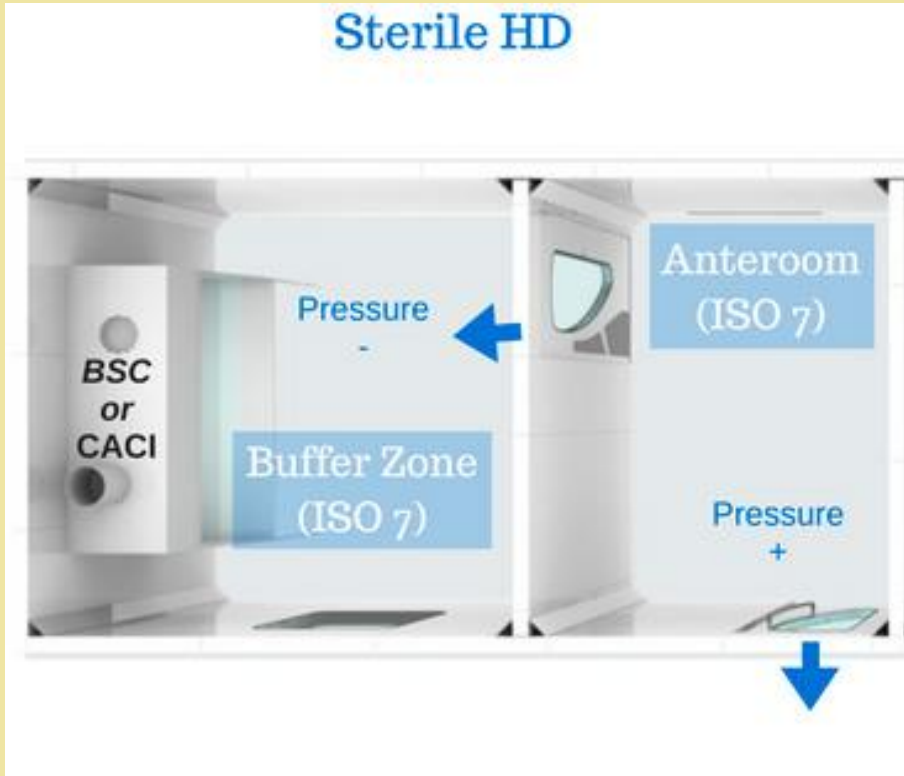 Sterile HD
Pressure
-
BSC
or
CACI
Buffer Zone
(ISO 7)
Anteroom
(ISO 7)
Pressure
+